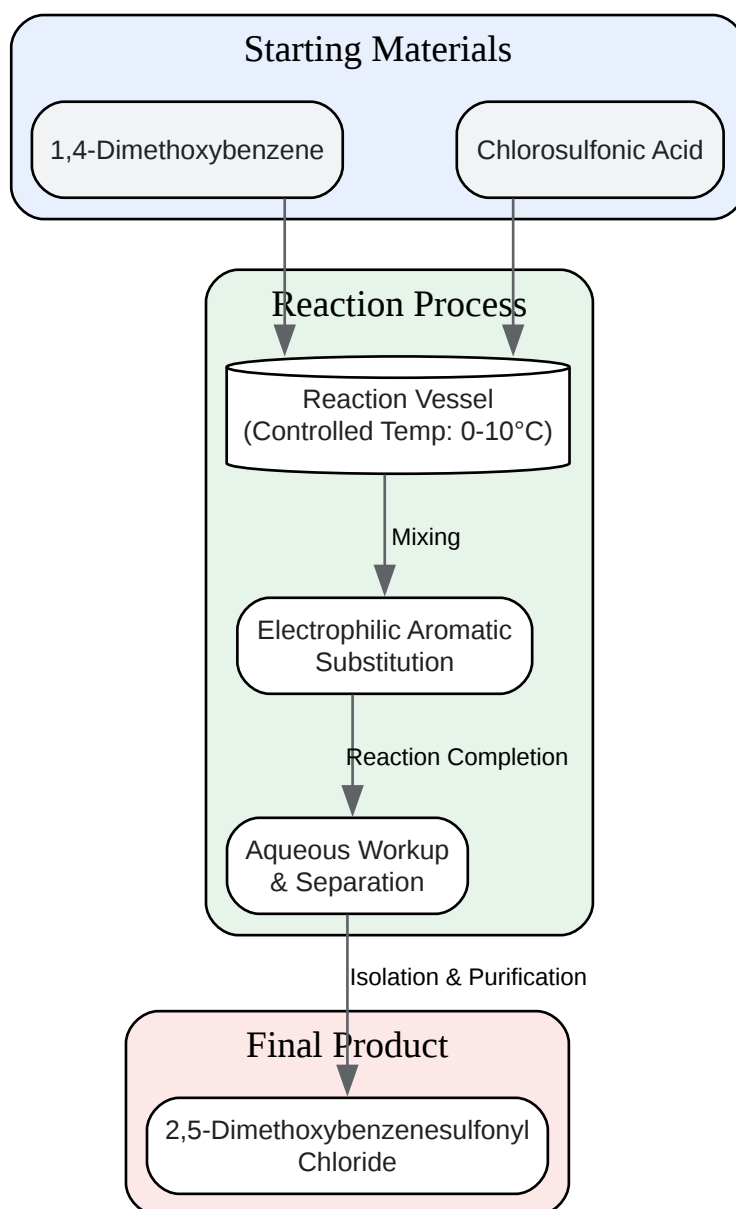 Starting Materials
1,4-Dimethoxybenzene
Chlorosulfonic Acid
Reaction Process
Reaction Vessel
(Controlled Temp: 0-10°C)
Mixing
Electrophilic Aromatic
Substitution
Reaction Completion
Aqueous Workup
& Separation
Isolation & Purification
Final Product
2,5-Dimethoxybenzenesulfonyl
Chloride